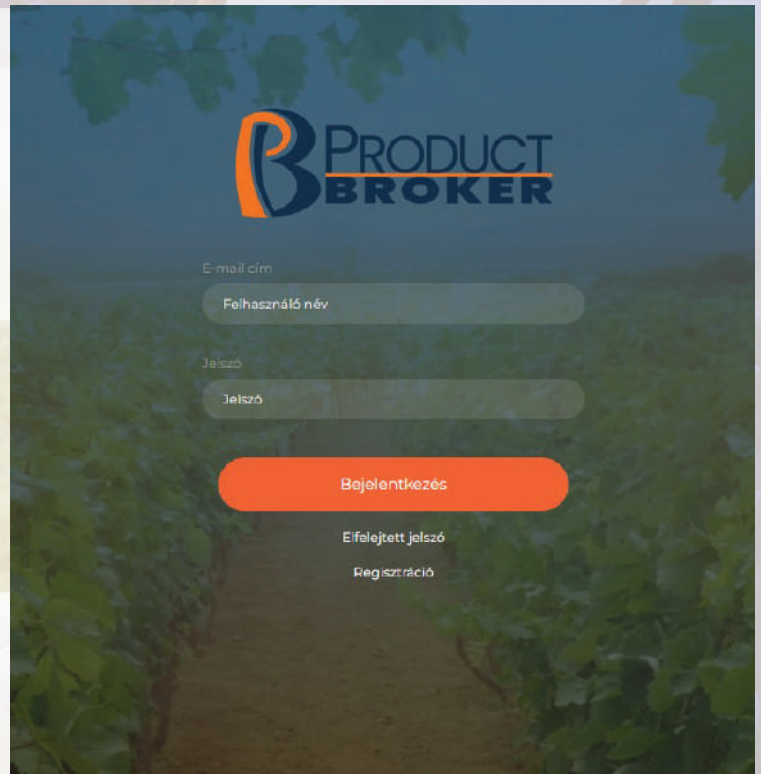 PRODUCT
BROKER
E-mail cím
Felhasználó név
Jelszó
Jelszó
Bejelentkezés
Elfelejtett jelszó
Regisztráció